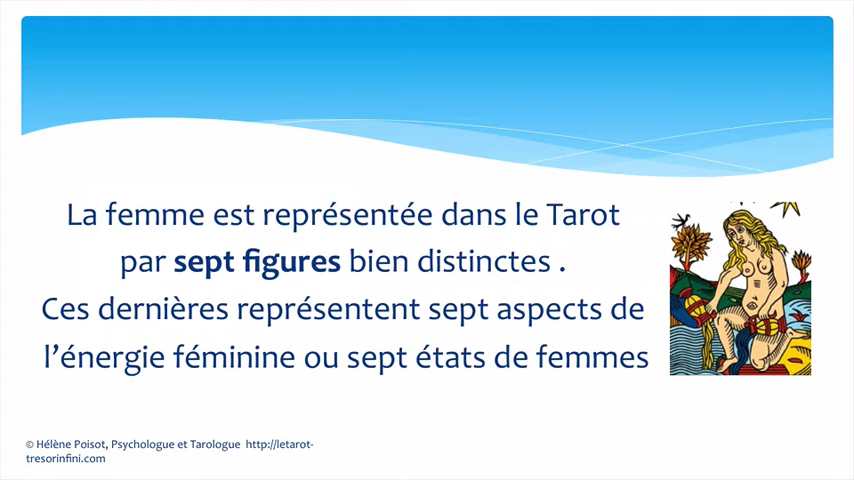 La femme est représentée dans le Tarot
par sept figures bien distinctes .
Ces dernières représentent sept aspects de
l’énergie féminine ou sept états de femmes
© Hélène Poisot, Psychologue et Tarologue http://letarot-
tresorinfini.com